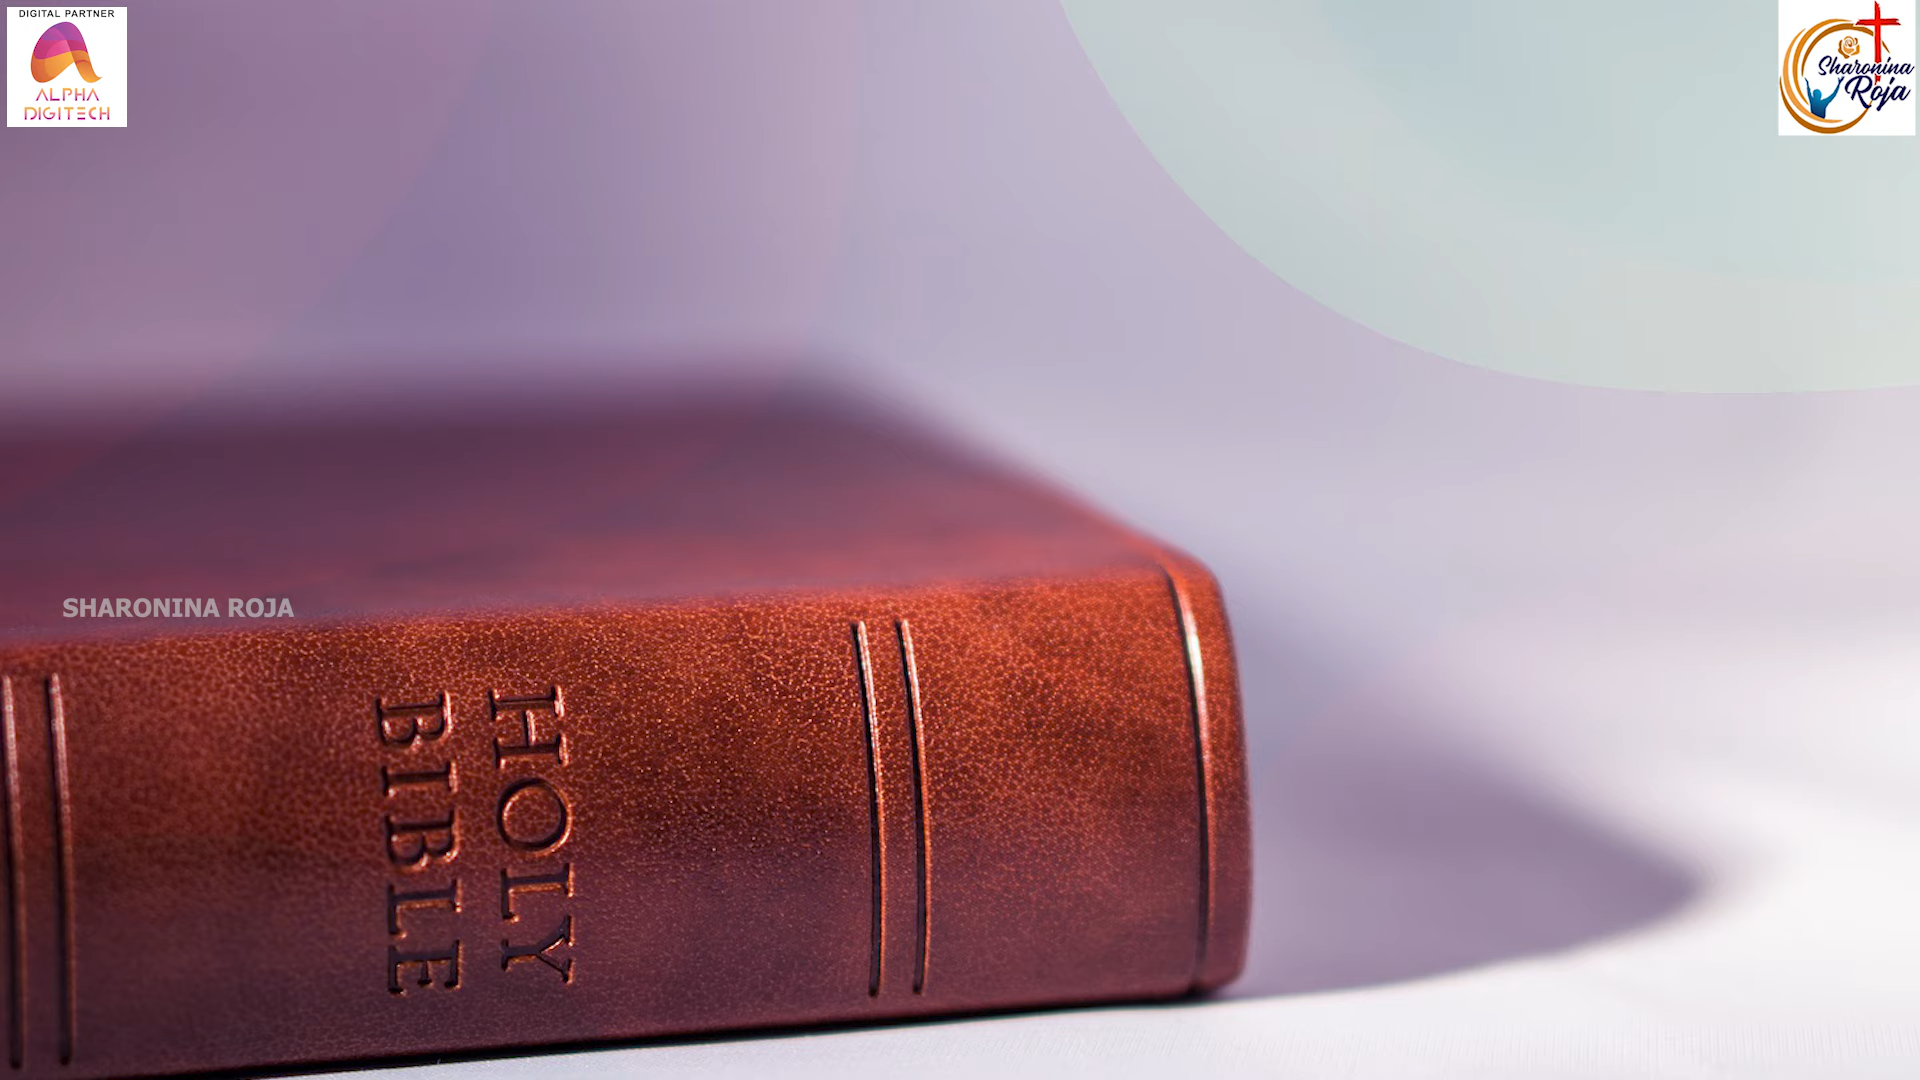 DIGITAL PARTNER
ALPHA
DIGITECH
Sharonina
Roja
SHARONINA ROJA
HOLY
BIBLE